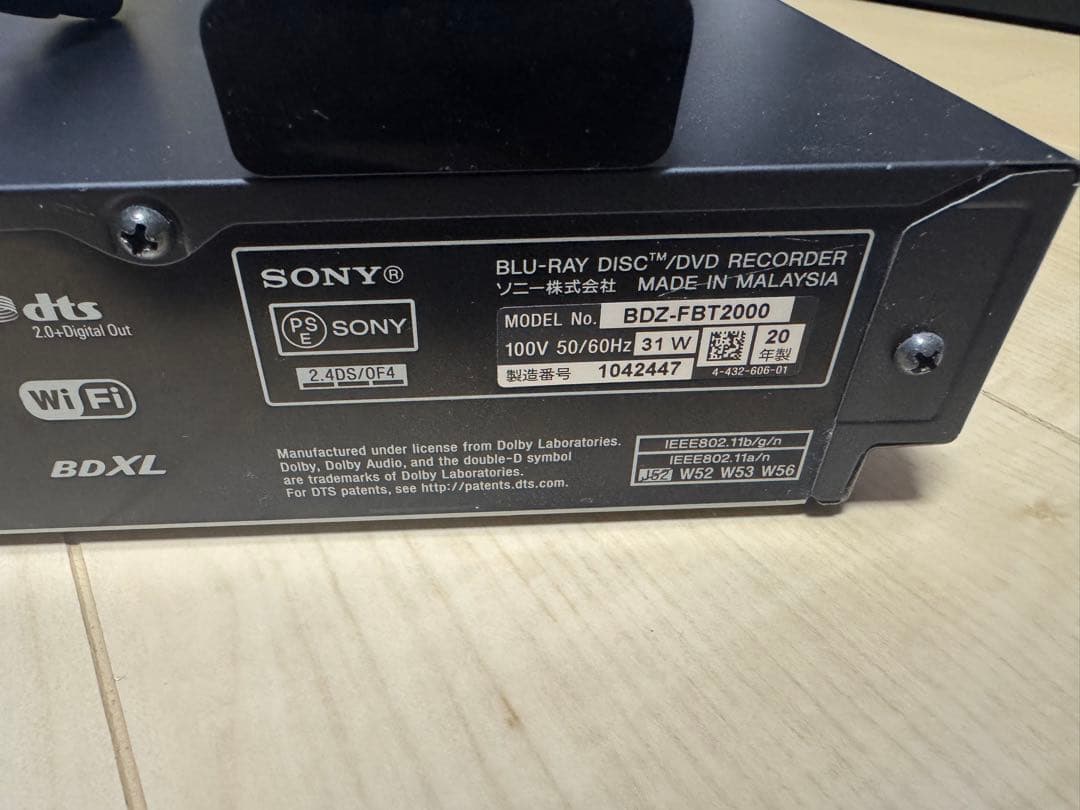 dts
2.0+Digital Out
Wi Fi
BDXL
SONY®
PS E SONY
2.4DS/OF4
BLU-RAY DISC™/DVD RECORDER
ソニー株式会社 MADE IN MALAYSIA
MODEL No. BDZ-FBT2000
100V 50/60Hz 31 W
20
年製
製造番号 1042447
4-432-606-01
Manufactured under license from Dolby Laboratories.
Dolby, Dolby Audio, and the double-D symbol
are trademarks of Dolby Laboratories.
For DTS patents, see http://patents.dts.com.
IEEE802.11b/g/n
IEEE802.11a/n
J52 W52 W53 W56